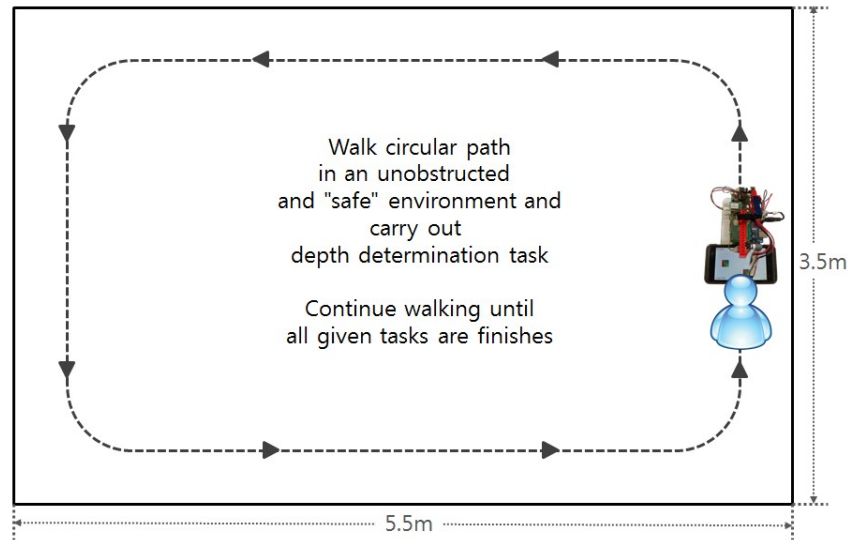 Walk circular path
in an unobstructed
and "safe" environment and
carry out
depth determination task
Continue walking until
all given tasks are finishes
3.5m
5.5m